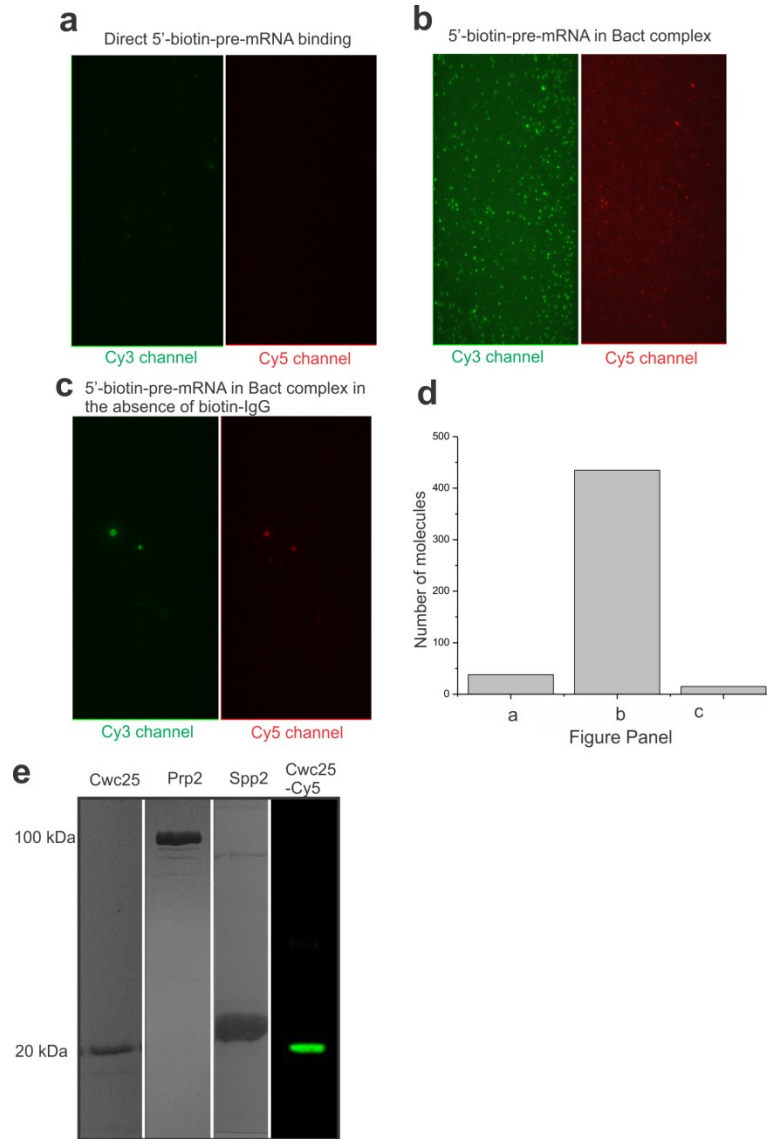 a
Direct 5'-biotin-pre-mRNA binding
Cy3 channel
Cy5 channel
b
5'-biotin-pre-mRNA in Bact complex
Cy3 channel
Cy5 channel
c
5'-biotin-pre-mRNA in Bact complex in
the absence of biotin-IgG
Cy3 channel
Cy5 channel
d
500
400
300
200
100
0
Number of molecules
a
b
c
Figure Panel
e
Cwc25
Prp2
Spp2
Cwc25
-Cy5
100 kDa
20 kDa